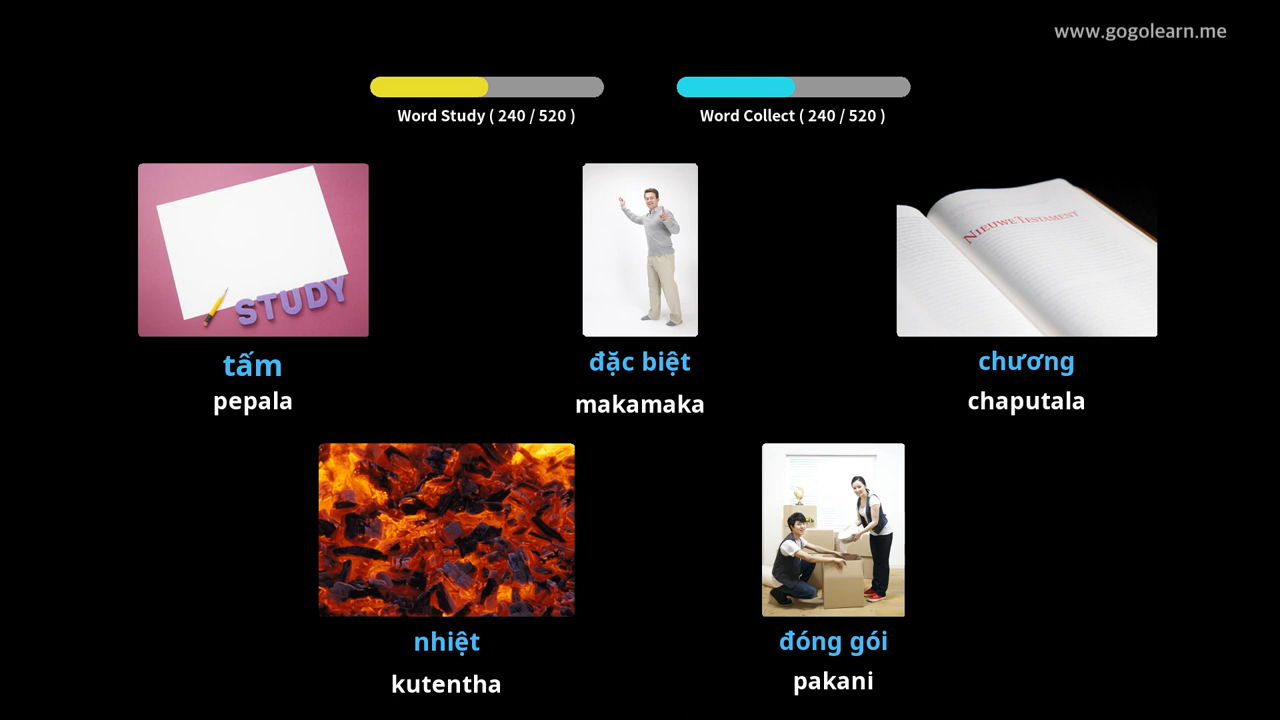 www.gogolearn.me
Word Study ( 240 / 520 )
Word Collect ( 240 / 520 )
STUDY
NIEUWE TESTAMENT
tấm
đặc biệt
chương
pepala
makamaka
chaputala
nhiệt
đóng gói
kutentha
pakani